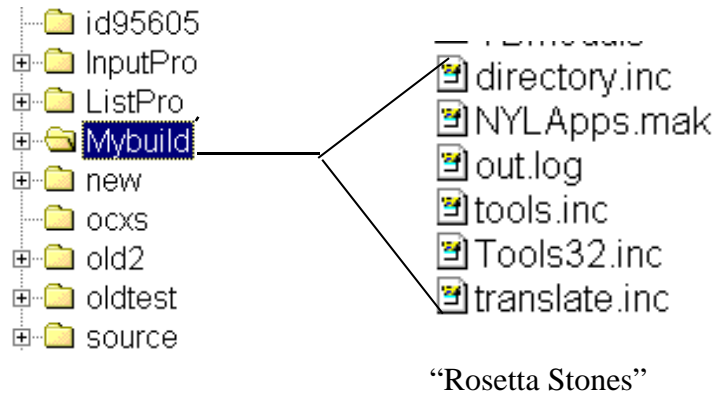 id95605
InputPro
ListPro
Mybuild
new
ocxs
old2
oldtest
source
directory.inc
NYLApps.mak
out.log
tools.inc
Tools32.inc
translate.inc
“Rosetta Stones”